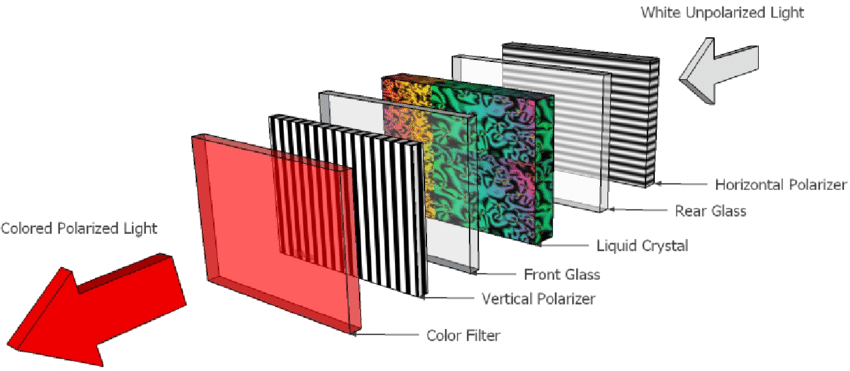 White Unpolarized Light
Horizontal Polarizer
Rear Glass
Colored Polarized Light
Liquid Crystal
Front Glass
Vertical Polarizer
Color Filter